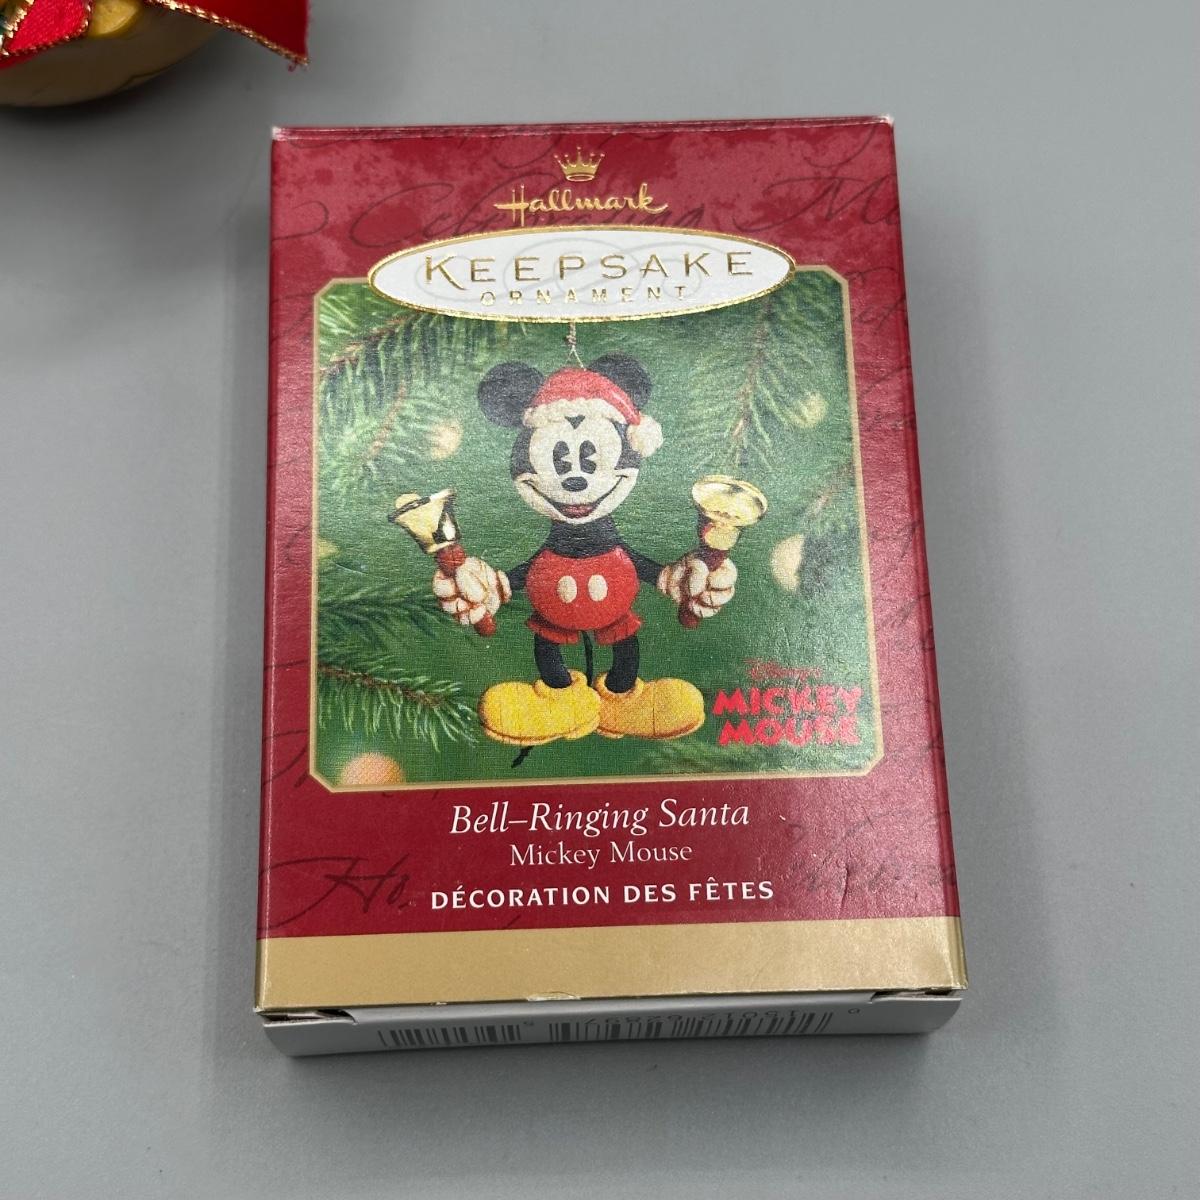 Hallmark
KEEPSAKE
ORNAMENT
Disney's
MICKEY
MOUSE
Bell–Ringing Santa
Mickey Mouse
DÉCORATION DES FÊTES